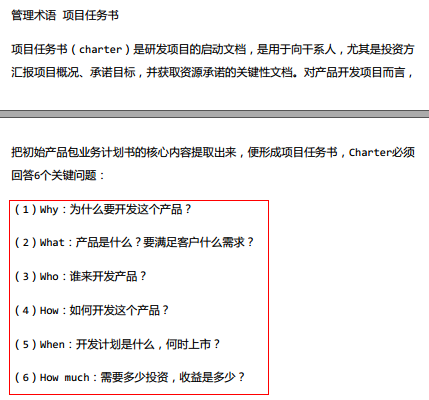 管理术语 项目任务书
项目任务书（charter）是研发项目的启动文档，是用于向干系人，尤其是投资方
汇报项目概况、承诺目标，并获取资源承诺的关键性文档。对产品开发项目而言，
把初始产品包业务计划书的核心内容提取出来，便形成项目任务书，Charter必须
回答6个关键问题：
（1）Why：为什么要开发这个产品？
（2）What：产品是什么？要满足客户什么需求？
（3）Who：谁来开发产品？
（4）How：如何开发这个产品？
（5）When：开发计划是什么，何时上市？
（6）How much：需要多少投资，收益是多少？